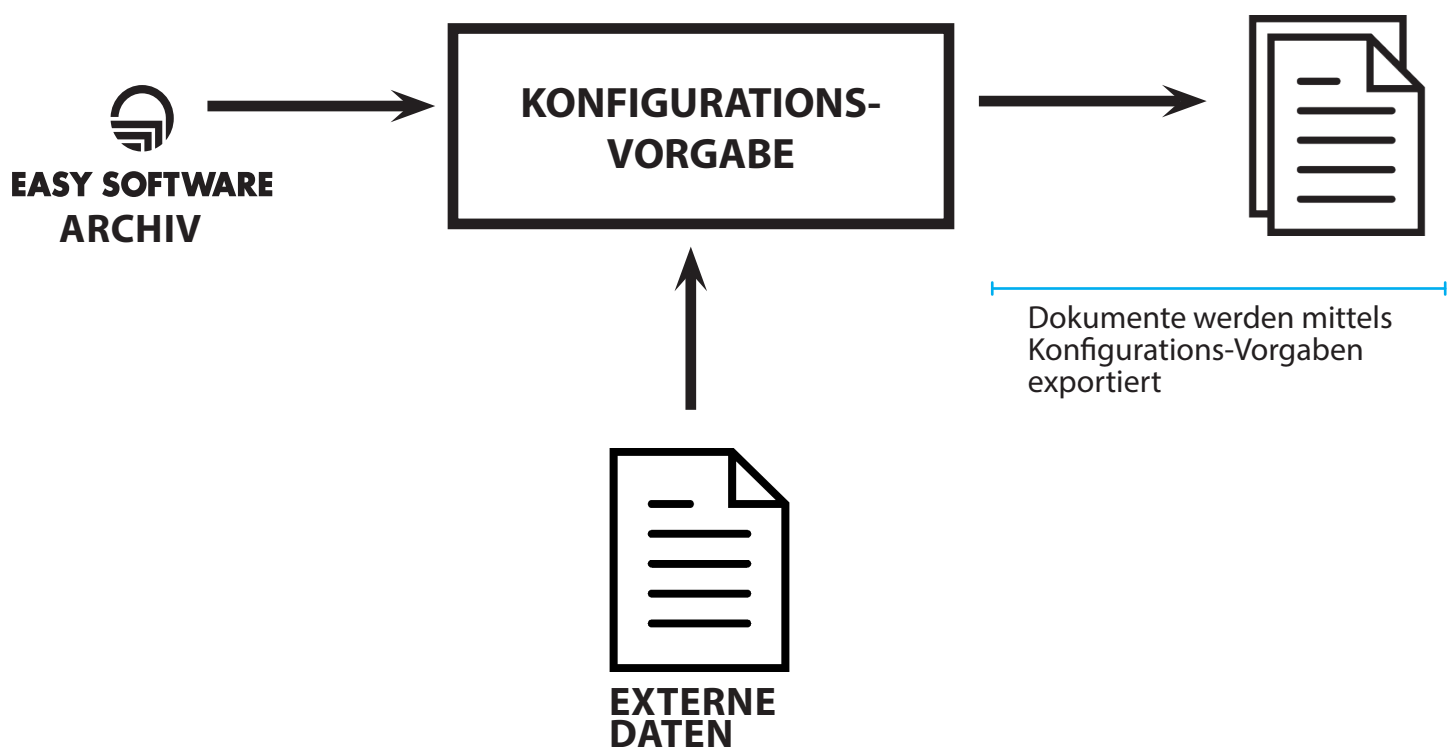 EASY SOFTWARE
ARCHIV
KONFIGURATIONS-
VORGABE
Dokumente werden mittels
Konfigurations-Vorgaben
exportiert
EXTERNE
DATEN